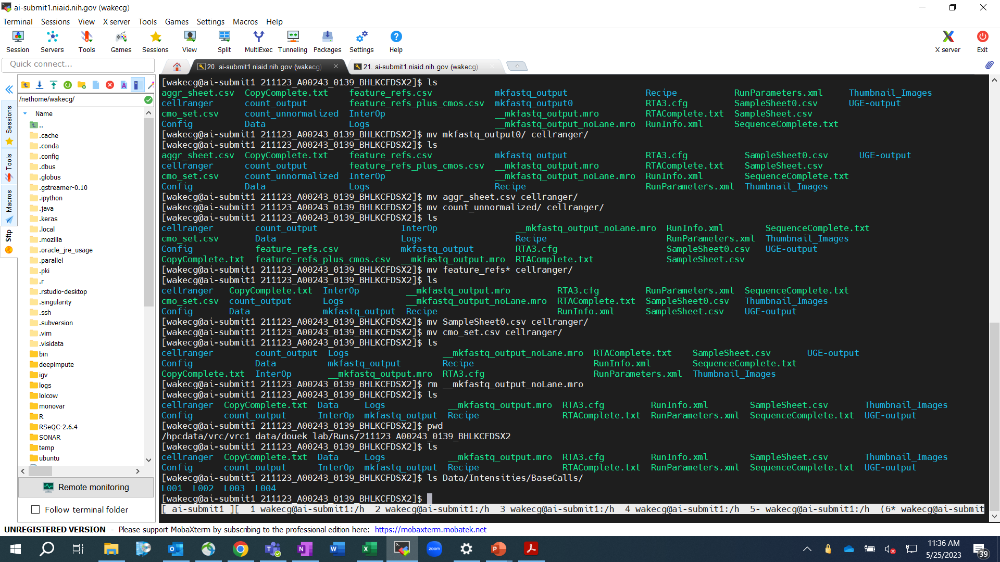 ai-submit1.niaid.nih.gov (wakecg)
Terminal Sessions View X server Tools Games Settings Macros Help
Session Servers Tools Games Sessions View Split MultiExec Tunneling Packages Settings Help X server Exit
Quick connect...
20. ai-submit1.niaid.nih.gov (wakecg)
21. ai-submit1.niaid.nih.gov (wakecg)
/nethome/wakecg/
Sessions
Tools
Macros
Sftp
Name
..
.cache
.conda
.config
.dbus
.globus
.gstreamer-0.10
.ipython
.java
.keras
.local
.mozilla
.oracle_jre_usage
.parallel
.pki
.r
.rstudio-desktop
.singularity
.ssh
.subversion
.vim
.visidata
bin
deepimpute
igv
logs
lolcow
monovar
R
RSeQC-2.6.4
SONAR
temp
ubuntu
Remote monitoring
Follow terminal folder
[wakecg@ai-submit1 211123_A00243_0139_BHLKCFDSX2]$ ls
aggr_sheet.csv CopyComplete.txt feature_refs.csv mkfastq_output Recipe RunParameters.xml Thumbnail_Images
cellranger count_output feature_refs_plus_cmos.csv mkfastq_output0 RTA3.cfg SampleSheet0.csv UGE-output
cmo_set.csv count_unnormalized InterOp __mkfastq_output.mro RTAComplete.txt SampleSheet.csv
Config Data Logs __mkfastq_output_noLane.mro RunInfo.xml SequenceComplete.txt
[wakecg@ai-submit1 211123_A00243_0139_BHLKCFDSX2]$ mv mkfastq_output0/ cellranger/
[wakecg@ai-submit1 211123_A00243_0139_BHLKCFDSX2]$ ls
aggr_sheet.csv CopyComplete.txt feature_refs.csv mkfastq_output RTA3.cfg SampleSheet0.csv UGE-output
cellranger count_output feature_refs_plus_cmos.csv __mkfastq_output.mro RTAComplete.txt SampleSheet.csv
cmo_set.csv count_unnormalized InterOp __mkfastq_output_noLane.mro RunInfo.xml SequenceComplete.txt
Config Data Logs Recipe RunParameters.xml Thumbnail_Images
[wakecg@ai-submit1 211123_A00243_0139_BHLKCFDSX2]$ mv aggr_sheet.csv cellranger/
[wakecg@ai-submit1 211123_A00243_0139_BHLKCFDSX2]$ mv count_unnormalized/ cellranger/
[wakecg@ai-submit1 211123_A00243_0139_BHLKCFDSX2]$ ls
cellranger count_output InterOp __mkfastq_output_noLane.mro RunInfo.xml SequenceComplete.txt
cmo_set.csv Data Logs Recipe RunParameters.xml Thumbnail_Images
Config feature_refs.csv mkfastq_output RTA3.cfg SampleSheet0.csv UGE-output
CopyComplete.txt feature_refs_plus_cmos.csv __mkfastq_output.mro RTAComplete.txt SampleSheet.csv
[wakecg@ai-submit1 211123_A00243_0139_BHLKCFDSX2]$ mv feature_refs* cellranger/
[wakecg@ai-submit1 211123_A00243_0139_BHLKCFDSX2]$ ls
cellranger CopyComplete.txt InterOp __mkfastq_output.mro RTA3.cfg RunParameters.xml SequenceComplete.txt
cmo_set.csv count_output Logs __mkfastq_output_noLane.mro RTAComplete.txt SampleSheet0.csv Thumbnail_Images
Config Data mkfastq_output Recipe RunInfo.xml SampleSheet.csv UGE-output
[wakecg@ai-submit1 211123_A00243_0139_BHLKCFDSX2]$ mv SampleSheet0.csv cellranger/
[wakecg@ai-submit1 211123_A00243_0139_BHLKCFDSX2]$ mv cmo_set.csv cellranger/
[wakecg@ai-submit1 211123_A00243_0139_BHLKCFDSX2]$ ls
cellranger count_output Logs __mkfastq_output_noLane.mro RTAComplete.txt SampleSheet.csv UGE-output
Config Data mkfastq_output Recipe RunInfo.xml SequenceComplete.txt
CopyComplete.txt InterOp __mkfastq_output.mro RTA3.cfg RunParameters.xml Thumbnail_Images
[wakecg@ai-submit1 211123_A00243_0139_BHLKCFDSX2]$ rm __mkfastq_output_noLane.mro
[wakecg@ai-submit1 211123_A00243_0139_BHLKCFDSX2]$ ls
cellranger CopyComplete.txt Data Logs __mkfastq_output.mro RTA3.cfg RunInfo.xml SampleSheet.csv Thumbnail_Images
Config count_output InterOp mkfastq_output Recipe RTAComplete.txt RunParameters.xml SequenceComplete.txt UGE-output
[wakecg@ai-submit1 211123_A00243_0139_BHLKCFDSX2]$ pwd
/hpcdata/vrc/vrc1_data/douek_lab/Runs/211123_A00243_0139_BHLKCFDSX2
[wakecg@ai-submit1 211123_A00243_0139_BHLKCFDSX2]$ ls
cellranger CopyComplete.txt Data Logs __mkfastq_output.mro RTA3.cfg RunInfo.xml SampleSheet.csv Thumbnail_Images
Config count_output InterOp mkfastq_output Recipe RTAComplete.txt RunParameters.xml SequenceComplete.txt UGE-output
[wakecg@ai-submit1 211123_A00243_0139_BHLKCFDSX2]$ ls Data/Intensities/BaseCalls/
L001 L002 L003 L004
[wakecg@ai-submit1 211123_A00243_0139_BHLKCFDSX2]$
[ ai-submit1 ][ 1 wakecg@ai-submit1:/h 2 wakecg@ai-submit1:/h 3 wakecg@ai-submit1:/h 4 wakecg@ai-submit1:/h 5- wakecg@ai-submit1:/h (6* wakecg@ai-submit
UNREGISTERED VERSION - Please support MobaXterm by subscribing to the professional edition here: https://mobaxterm.mobatek.net
zoom
11:36 AM
5/25/2023
39